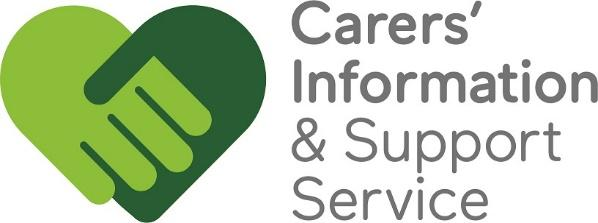 Carers’
Information
& Support
Service